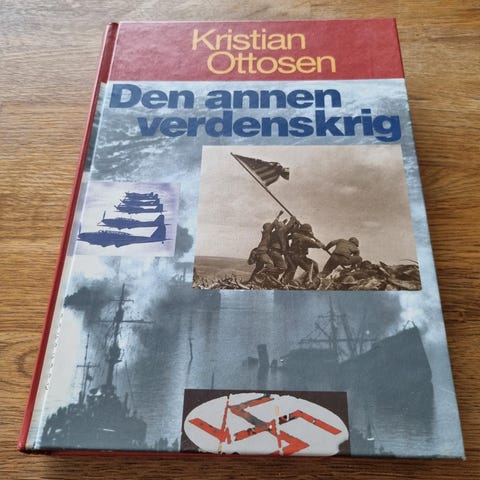 Kristian
Ottosen
Den annen
verdenskrig